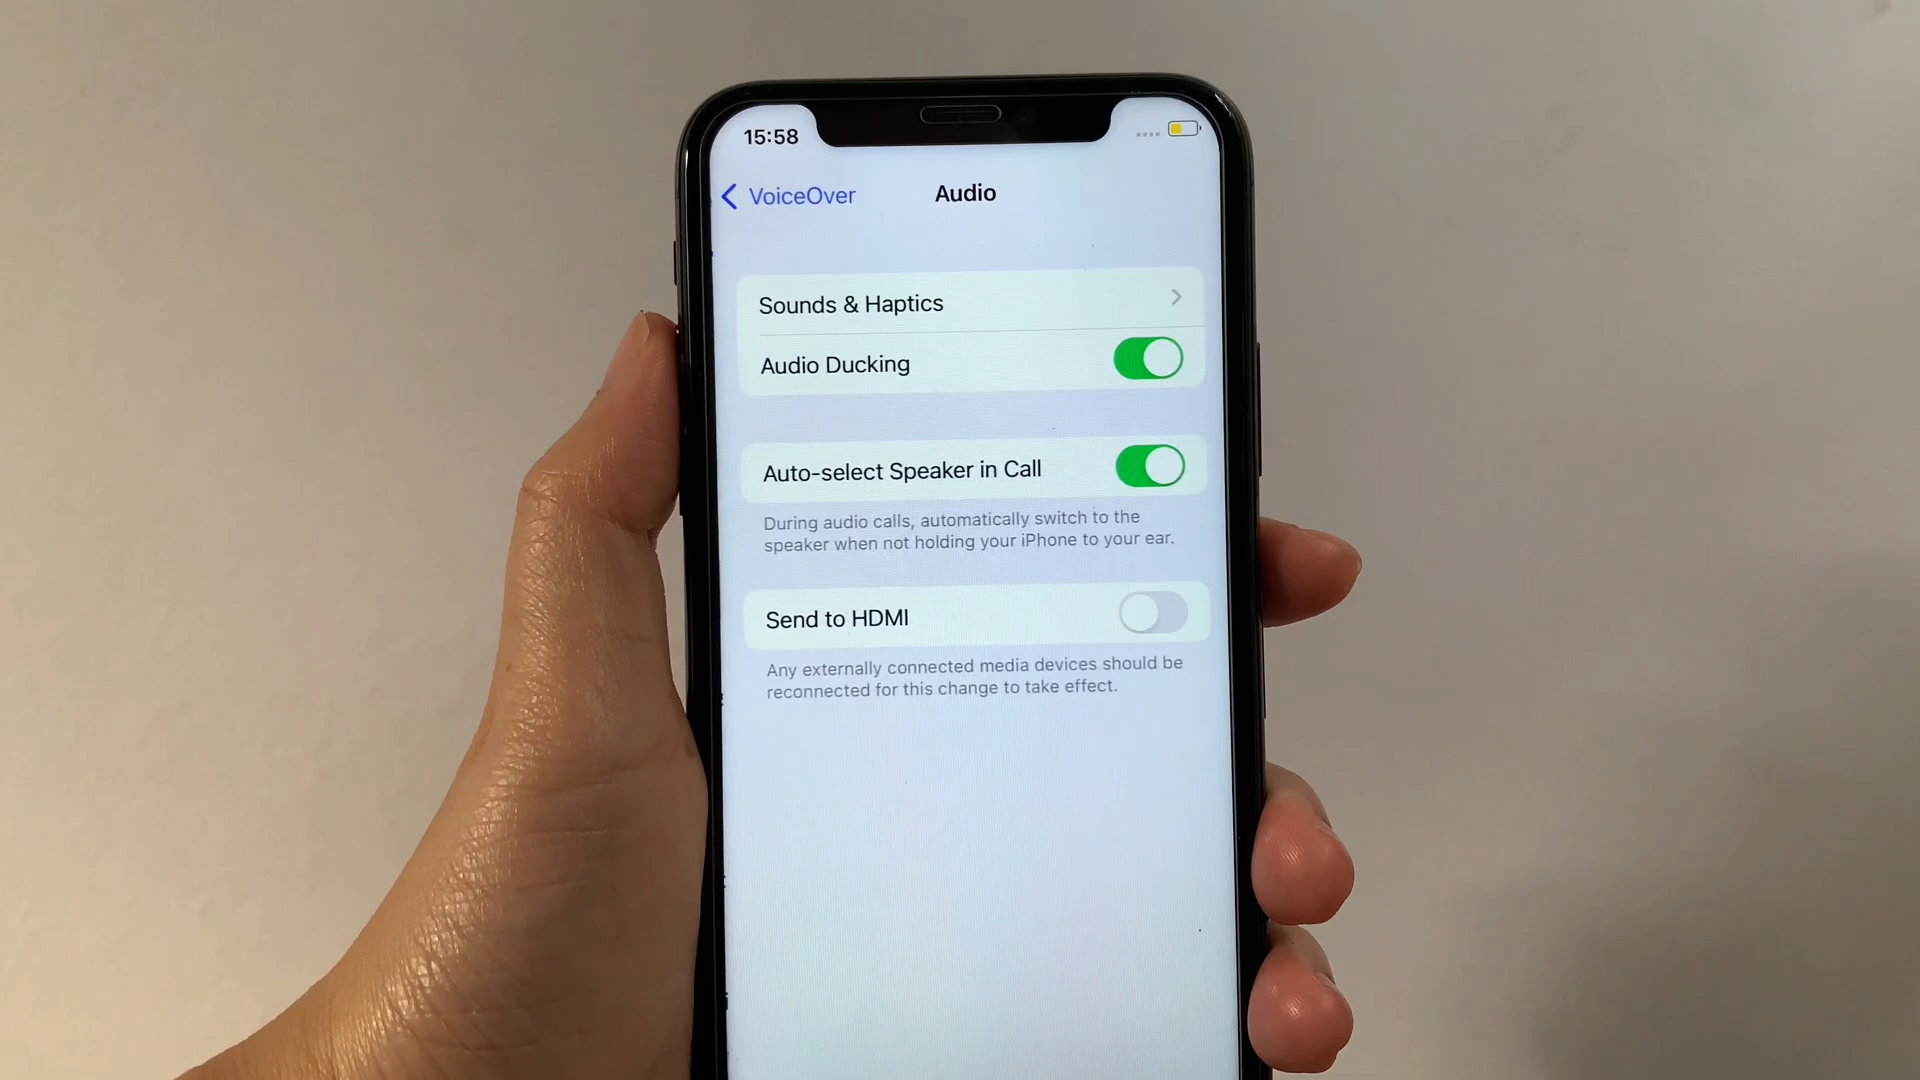 15:58
VoiceOver
Audio
Sounds & Haptics
Audio Ducking
Auto-select Speaker in Call
During audio calls, automatically switch to the
speaker when not holding your iPhone to your ear.
Send to HDMI
Any externally connected media devices should be
reconnected for this change to take effect.